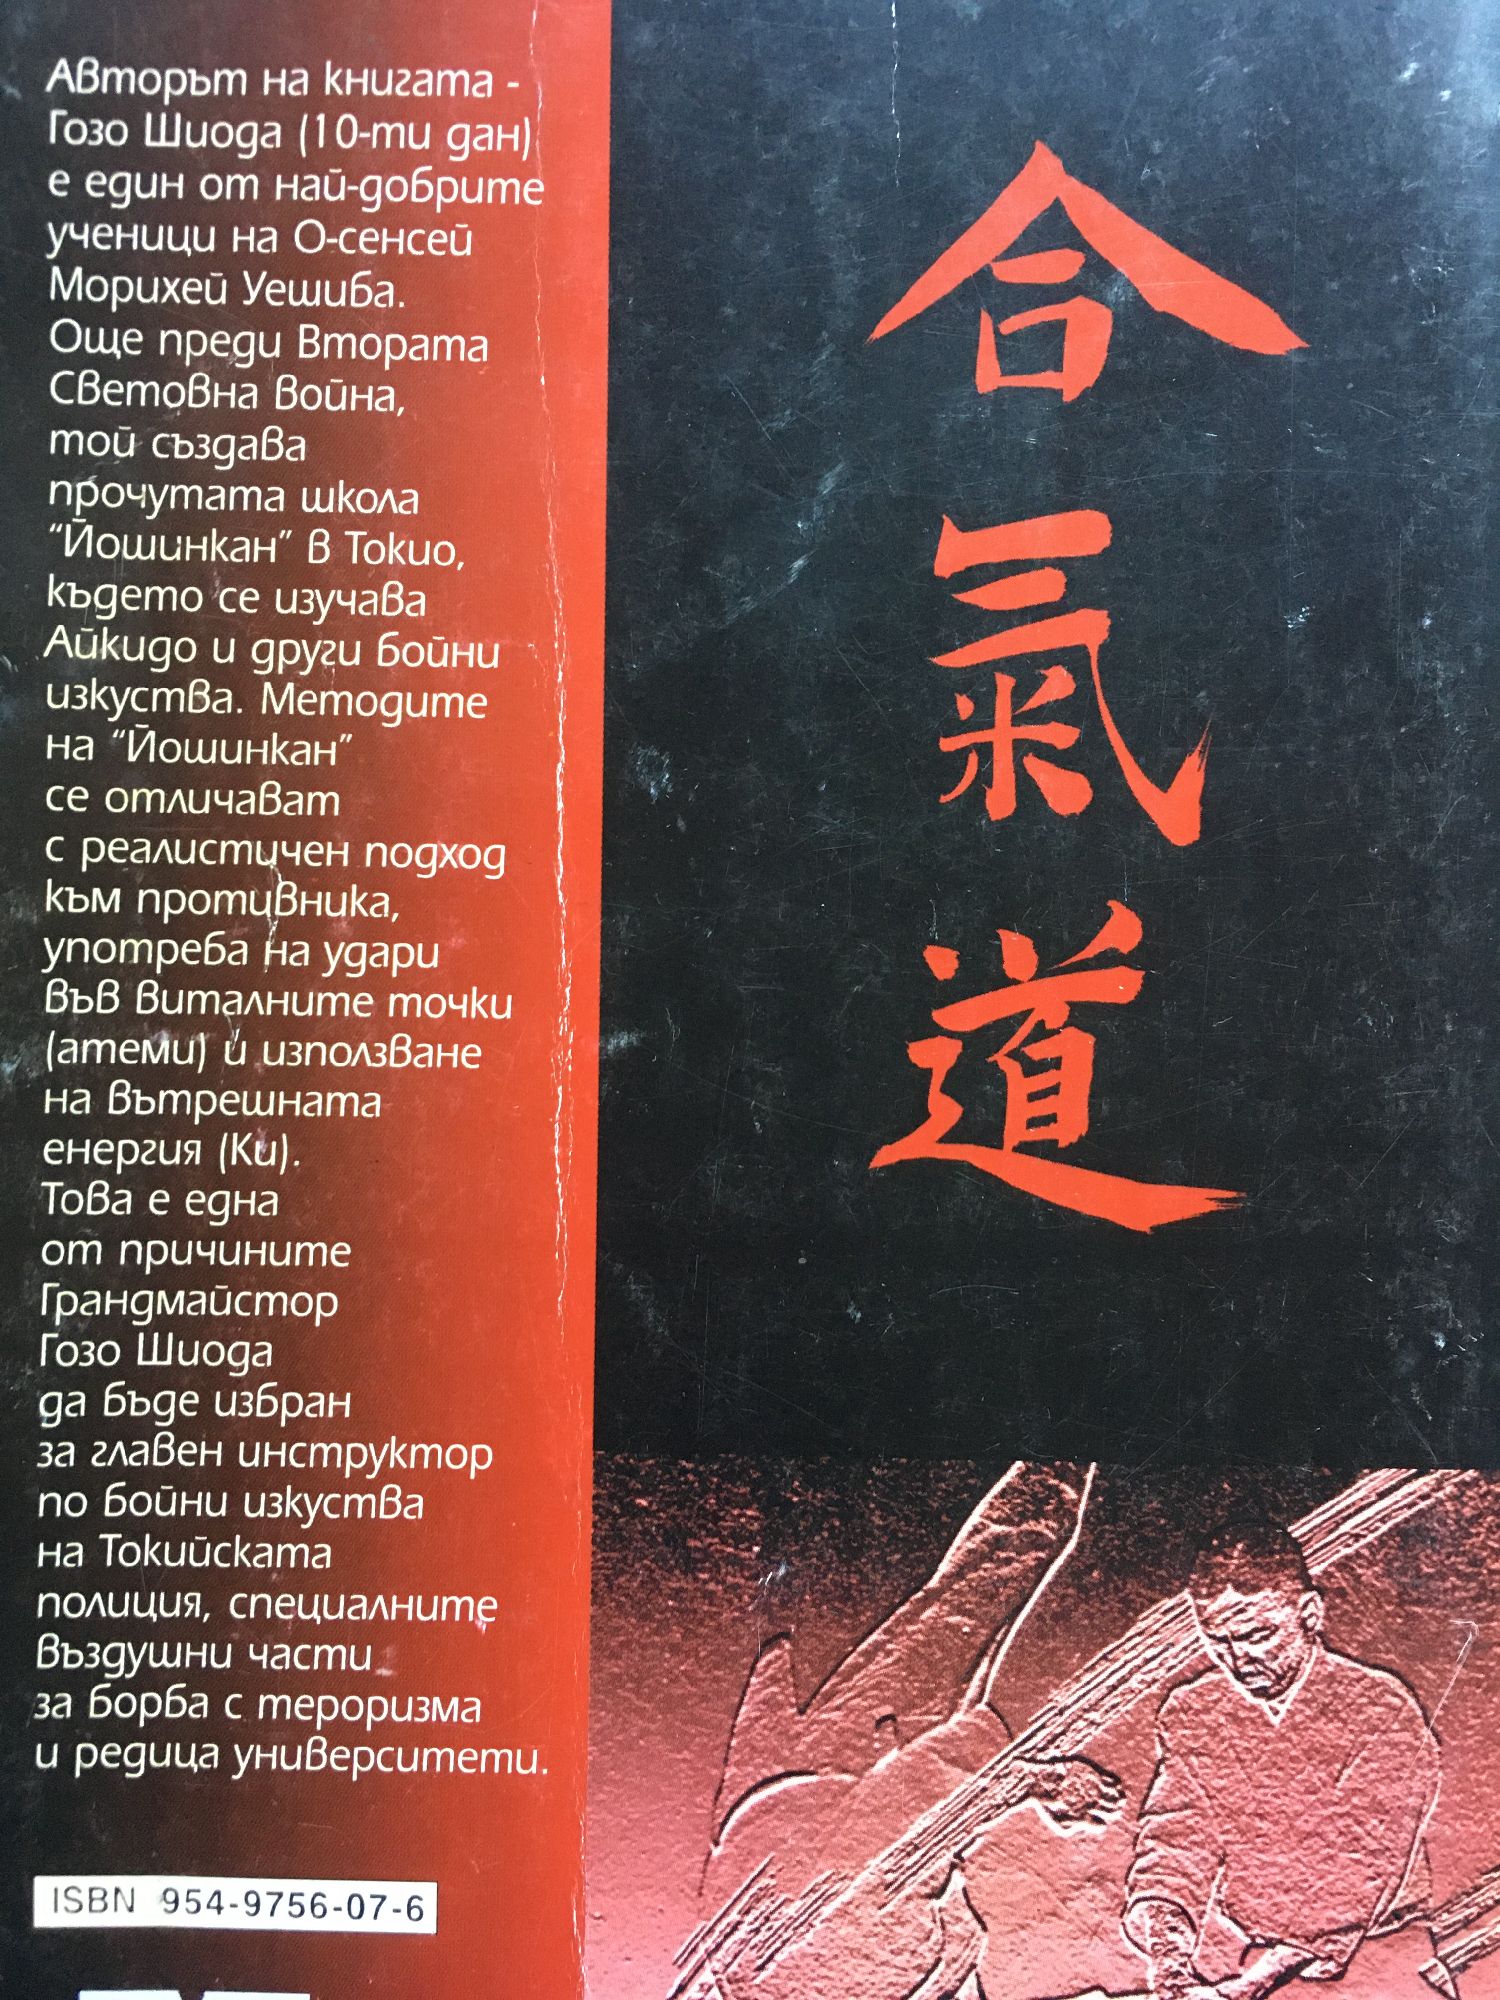 Авторът на книгата -
Гозо Шиода (10-ти дан)
е един от най-добрите
ученици на О-сенсей
Морихей Уешиба.
Още преди Втората
Световна война,
той създава
прочутата школа
“Йошинкан” в Токио,
където се изучава
Айкидо и други бойни
изкуства. Методите
на “Йошинкан”
се отличават
с реалистичен подход
към противника,
употреба на удари
във виталните точки
(атеми) и използване
на вътрешната
енергия (Ки).
Това е една
от причините
Грандмайстор
Гозо Шиода
да бъде избран
за главен инструктор
по бойни изкуства
на Токийската
полиция, специалните
въздушни части
за борба с тероризма
и редица университети.
ISBN 954-9756-07-6
合
氣
道